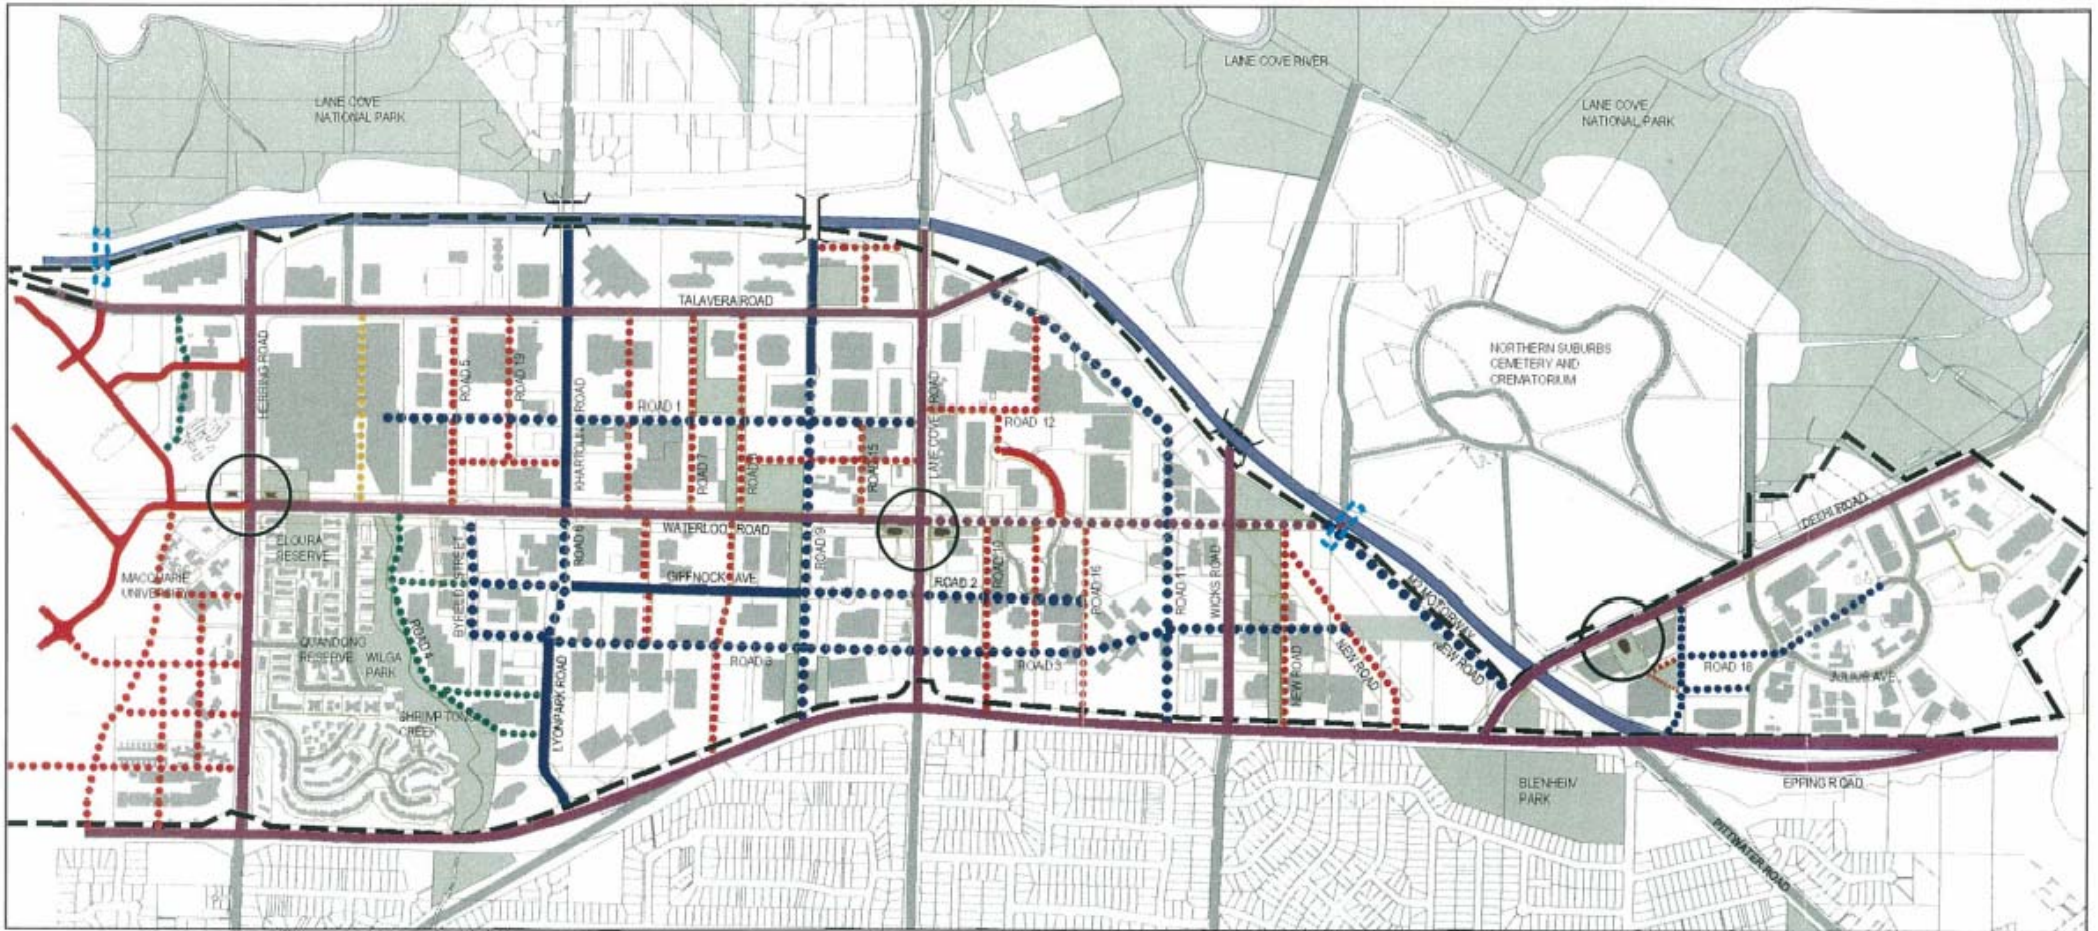 LANE COVE RIVER
LANE COVE
NATIONAL PARK
LANE COVE
NATIONAL PARK
TALAVERA ROAD
HERRING ROAD
ROAD 5
ROAD 19
KHARTOUM ROAD
ROAD 1
ROAD 7
ROAD 15
LANE COVE ROAD
ROAD 12
NORTHERN SUBURBS
CEMETERY AND
CREMATORIUM
WATERLOO ROAD
DELHI ROAD
ELOURA
RESERVE
BYFIELD STREET
ROAD 6
ROAD 9
GIFFNOCK AVE
ROAD 2
ROAD 10
ROAD 16
ROAD 11
WICKS ROAD
M2 MOTORWAY
NEW ROAD
MACQUARIE
UNIVERSITY
QUANDONG
RESERVE
WILGA
PARK
ROAD 4
LYONPARK ROAD
ROAD 3
ROAD 3
NEW ROAD
NEW ROAD
ROAD 18
JULIUS AVE
SHRIMPTONS
CREEK
BLENHEIM
PARK
EPPING ROAD
PITTWATER ROAD